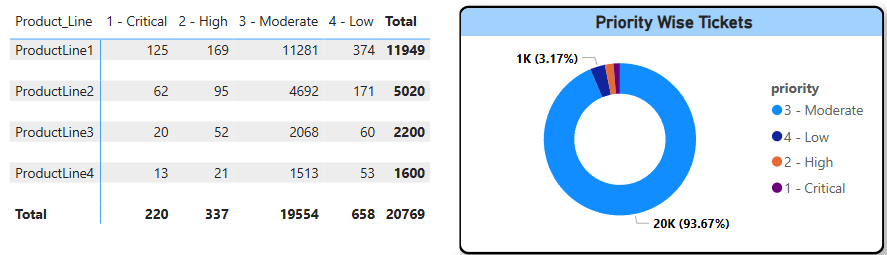 Product_Line 1 - Critical 2 - High 3 - Moderate 4 - Low Total
ProductLine1 125 169 11281 374 11949
ProductLine2 62 95 4692 171 5020
ProductLine3 20 52 2068 60 2200
ProductLine4 13 21 1513 53 1600
Total 220 337 19554 658 20769
Priority Wise Tickets
1K (3.17%)
20K (93.67%)
priority
3 - Moderate
4 - Low
2 - High
1 - Critical